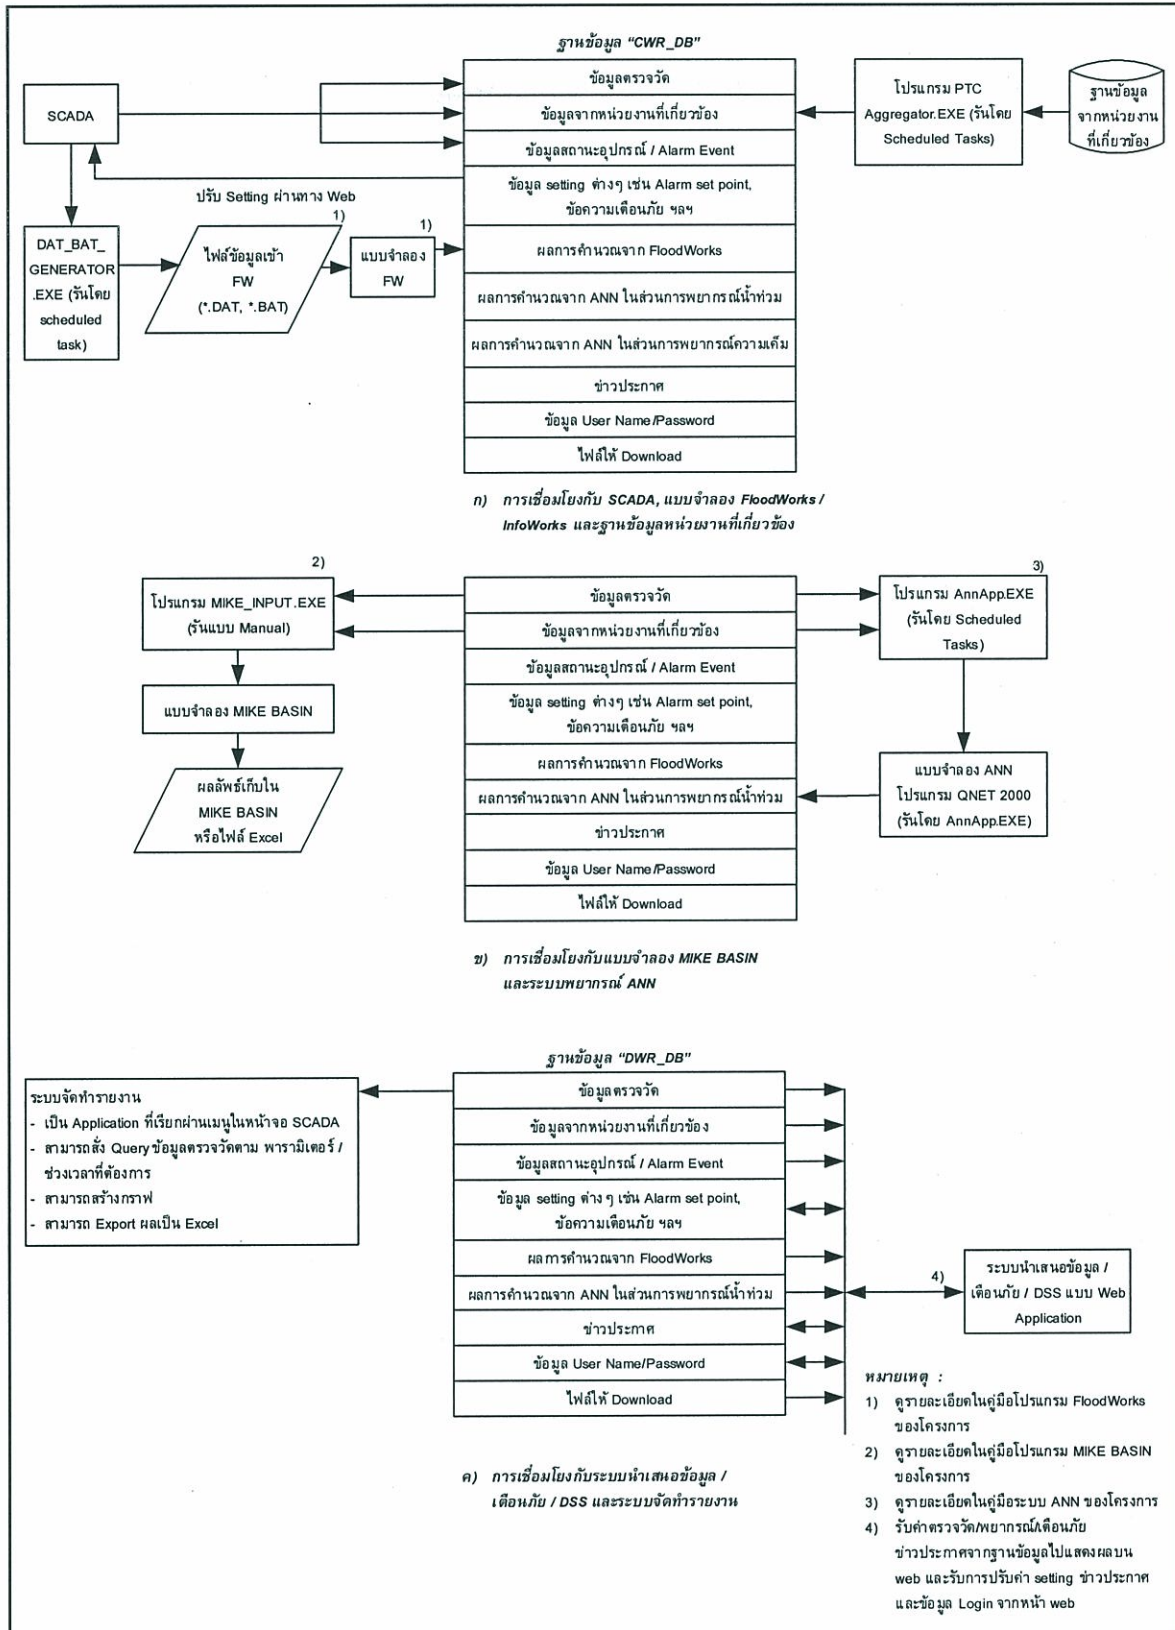 ฐานข้อมูล “CWR_DB”
ข้อมูลตรวจวัด
ข้อมูลจากหน่วยงานที่เกี่ยวข้อง
ข้อมูลสถานะอุปกรณ์ / Alarm Event
ข้อมูล setting ต่างๆ เช่น Alarm set point,
ข้อความเตือนภัย ฯลฯ
ผลการคำนวณจาก FloodWorks
ผลการคำนวณจาก ANN ในส่วนการพยากรณ์น้ำท่วม
ผลการคำนวณจาก ANN ในส่วนการพยากรณ์ความเค็ม
ข่าวประกาศ
ข้อมูล User Name/Password
ไฟล์ให้ Download
SCADA
ปรับ Setting ผ่านทาง Web
DAT_BAT_
GENERATOR
.EXE (รันโดย
scheduled
task)
1)
ไฟล์ข้อมูลเข้า
FW
(*.DAT, *.BAT)
1)
แบบจำลอง
FW
โปรแกรม PTC
Aggregator.EXE (รันโดย
Scheduled Tasks)
ฐานข้อมูล
จากหน่วยงาน
ที่เกี่ยวข้อง
ก) การเชื่อมโยงกับ SCADA, แบบจำลอง FloodWorks /
InfoWorks และฐานข้อมูลหน่วยงานที่เกี่ยวข้อง
2)
โปรแกรม MIKE_INPUT.EXE
(รันแบบ Manual)
แบบจำลอง MIKE BASIN
ผลลัพธ์เก็บใน
MIKE BASIN
หรือไฟล์ Excel
ข้อมูลตรวจวัด
ข้อมูลจากหน่วยงานที่เกี่ยวข้อง
ข้อมูลสถานะอุปกรณ์ / Alarm Event
ข้อมูล setting ต่างๆ เช่น Alarm set point,
ข้อความเตือนภัย ฯลฯ
ผลการคำนวณจาก FloodWorks
ผลการคำนวณจาก ANN ในส่วนการพยากรณ์น้ำท่วม
ข่าวประกาศ
ข้อมูล User Name/Password
ไฟล์ให้ Download
3)
โปรแกรม AnnApp.EXE
(รันโดย Scheduled
Tasks)
แบบจำลอง ANN
โปรแกรม QNET 2000
(รันโดย AnnApp.EXE)
ข) การเชื่อมโยงกับแบบจำลอง MIKE BASIN
และระบบพยากรณ์ ANN
ฐานข้อมูล “DWR_DB”
ระบบจัดทำรายงาน
- เป็น Application ที่เรียกผ่านเมนูในหน้าจอ SCADA
- สามารถสั่ง Query ข้อมูลตรวจวัดตาม พารามิเตอร์ /
ช่วงเวลาที่ต้องการ
- สามารถสร้างกราฟ
- สามารถ Export ผลเป็น Excel
ข้อมูลตรวจวัด
ข้อมูลจากหน่วยงานที่เกี่ยวข้อง
ข้อมูลสถานะอุปกรณ์ / Alarm Event
ข้อมูล setting ต่างๆ เช่น Alarm set point,
ข้อความเตือนภัย ฯลฯ
ผลการคำนวณจาก FloodWorks
ผลการคำนวณจาก ANN ในส่วนการพยากรณ์น้ำท่วม
ข่าวประกาศ
ข้อมูล User Name/Password
ไฟล์ให้ Download
4)
ระบบนำเสนอข้อมูล /
เตือนภัย / DSS แบบ Web
Application
ค) การเชื่อมโยงกับระบบนำเสนอข้อมูล /
เตือนภัย / DSS และระบบจัดทำรายงาน
หมายเหตุ :
1) ดูรายละเอียดในคู่มือโปรแกรม FloodWorks
ของโครงการ
2) ดูรายละเอียดในคู่มือโปรแกรม MIKE BASIN
ของโครงการ
3) ดูรายละเอียดในคู่มือระบบ ANN ของโครงการ
4) รับค่าตรวจวัด/พยากรณ์/เตือนภัย
ข่าวประกาศจากฐานข้อมูลไปแสดงผลบน
web และรับการปรับค่า setting ข่าวประกาศ
และข้อมูล Login จากหน้า web